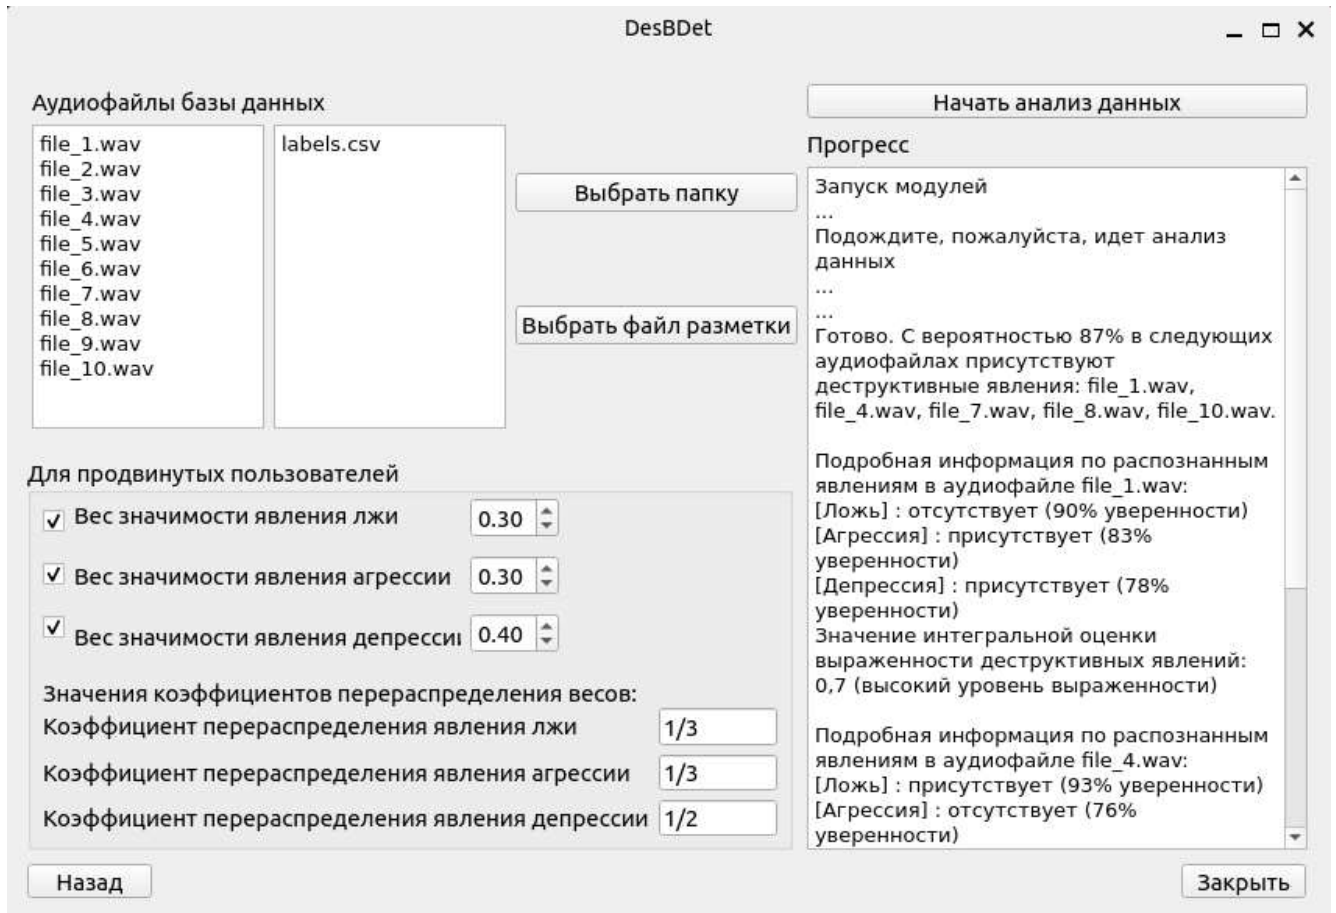 DesBDet
Аудиофайлы базы данных
file_1.wav
file_2.wav
file_3.wav
file_4.wav
file_5.wav
file_6.wav
file_7.wav
file_8.wav
file_9.wav
file_10.wav
labels.csv
Выбрать папку
Выбрать файл разметки
Для продвинутых пользователей
Вес значимости явления лжи 0.30
Вес значимости явления агрессии 0.30
Вес значимости явления депрессии 0.40
Значения коэффициентов перераспределения весов:
Коэффициент перераспределения явления лжи 1/3
Коэффициент перераспределения явления агрессии 1/3
Коэффициент перераспределения явления депрессии 1/2
Назад
Начать анализ данных
Прогресс
Запуск модулей
...
Подождите, пожалуйста, идет анализ
данных
...
...
Готово. С вероятностью 87% в следующих
аудиофайлах присутствуют
деструктивные явления: file_1.wav,
file_4.wav, file_7.wav, file_8.wav, file_10.wav.
Подробная информация по распознанным
явлениям в аудиофайле file_1.wav:
[Ложь] : отсутствует (90% уверенности)
[Агрессия] : присутствует (83%
уверенности)
[Депрессия] : присутствует (78%
уверенности)
Значение интегральной оценки
выраженности деструктивных явлений:
0,7 (высокий уровень выраженности)
Подробная информация по распознанным
явлениям в аудиофайле file_4.wav:
[Ложь] : присутствует (93% уверенности)
[Агрессия] : отсутствует (76%
уверенности)
Закрыть